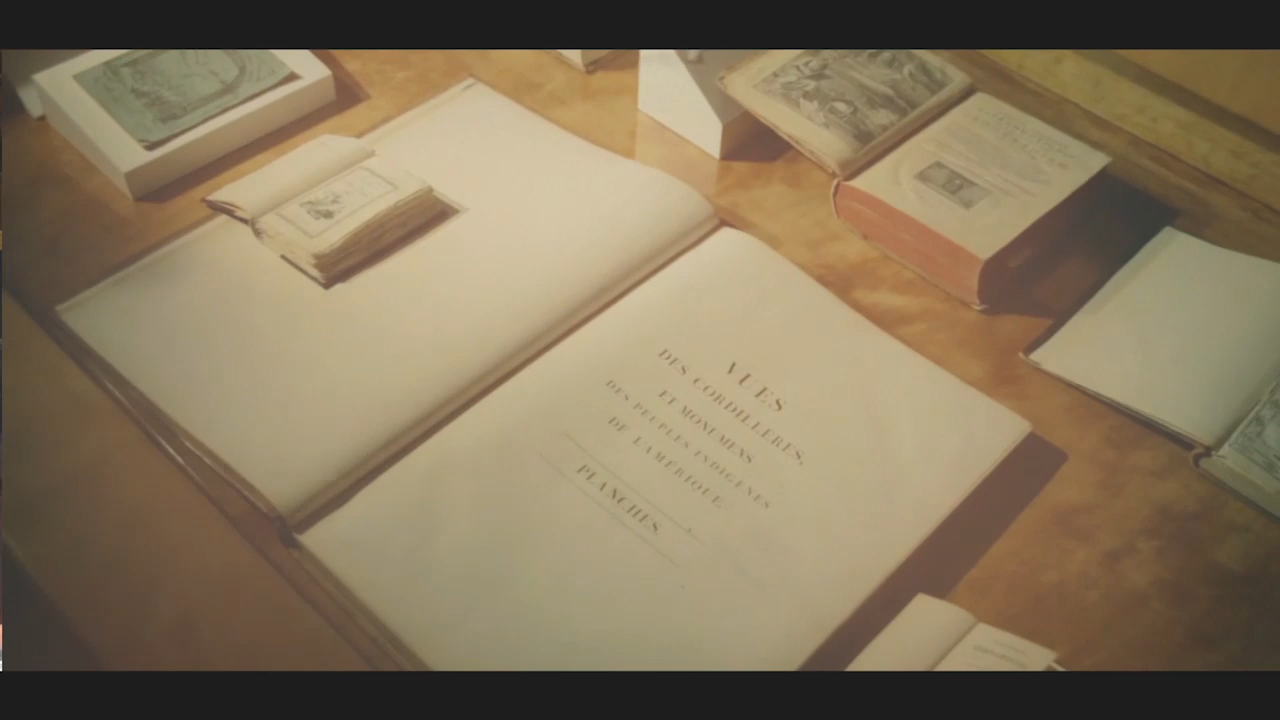 VUES
DES CORDILLÈRES,
ET MONUMENS
DES PEUPLES INDIGÈNES
DE L'AMÉRIQUE.
PLANCHES.